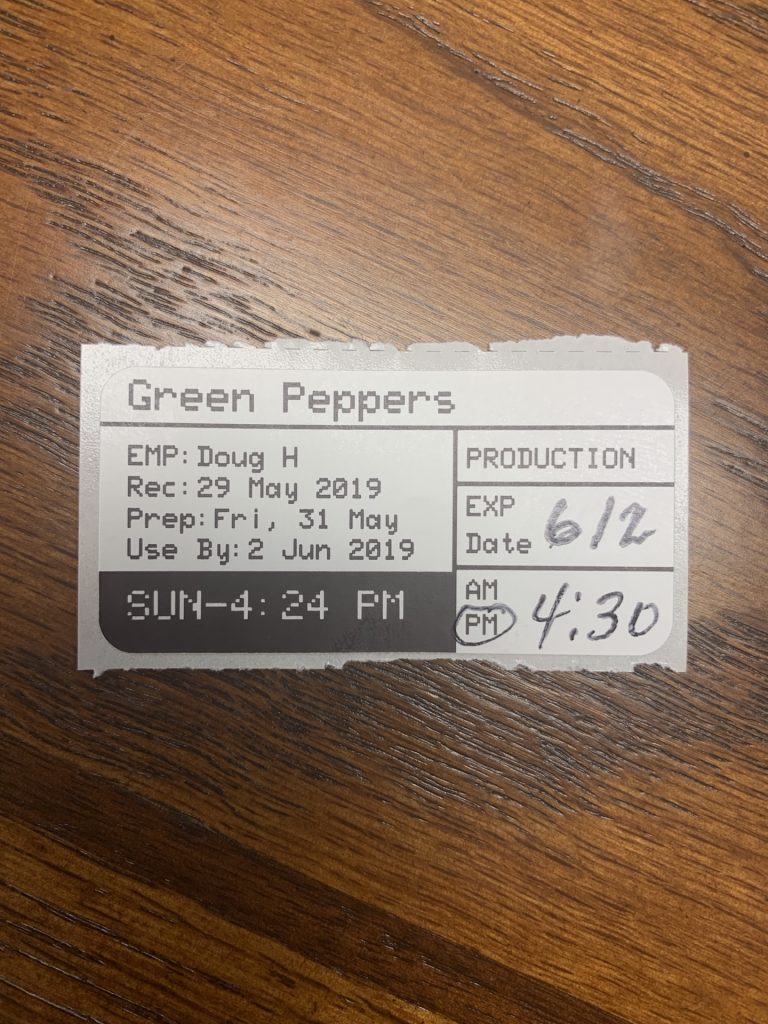 Green Peppers
EMP: Doug H
Rec: 29 May 2019
Prep: Fri, 31 May
Use By: 2 Jun 2019
SUN-4:24 PM
PRODUCTION
EXP
Date 6/2
AM
PM 4:30